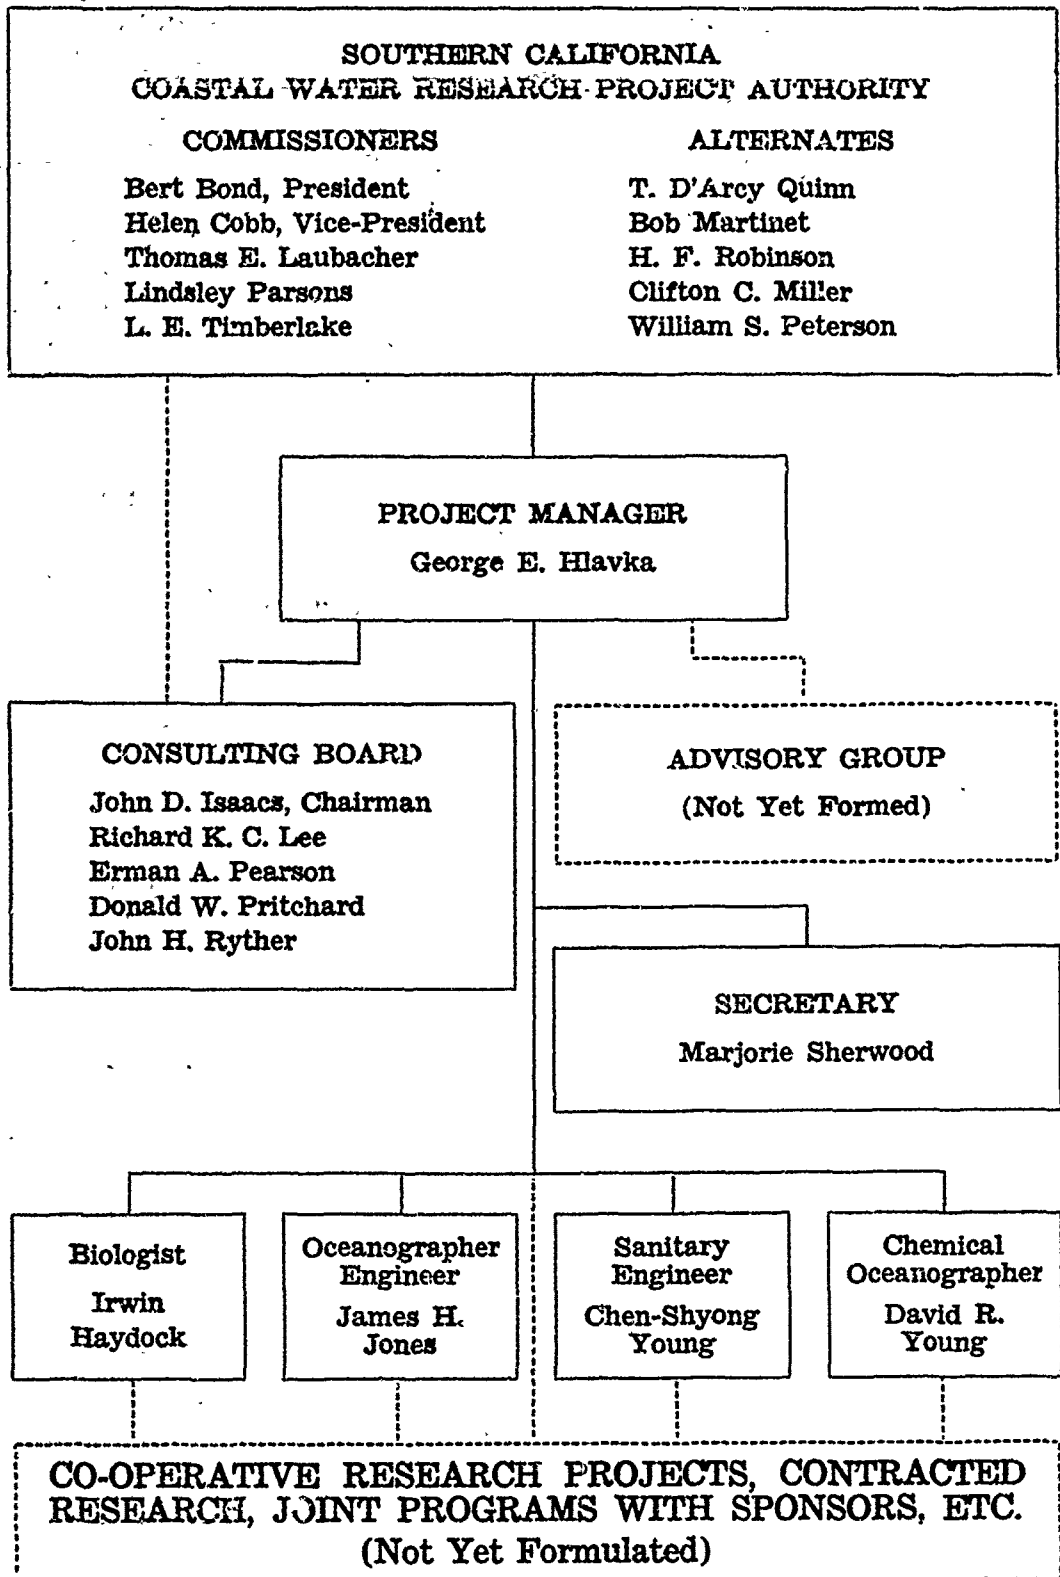 SOUTHERN CALIFORNIA
COASTAL WATER RESEARCH PROJECT AUTHORITY
COMMISSIONERS
Bert Bond, President
Helen Cobb, Vice-President
Thomas E. Laubacher
Lindsley Parsons
L. E. Timberlake
ALTERNATES
T. D'Arcy Quinn
Bob Martinet
H. F. Robinson
Clifton C. Miller
William S. Peterson
PROJECT MANAGER
George E. Hlavka
CONSULTING BOARD
John D. Isaacs, Chairman
Richard K. C. Lee
Erman A. Pearson
Donald W. Pritchard
John H. Ryther
ADVISORY GROUP
(Not Yet Formed)
SECRETARY
Marjorie Sherwood
Biologist
Irwin
Haydock
Oceanographer
Engineer
James H.
Jones
Sanitary
Engineer
Chen-Shyong
Young
Chemical
Oceanographer
David R.
Young
CO-OPERATIVE RESEARCH PROJECTS, CONTRACTED
RESEARCH, JOINT PROGRAMS WITH SPONSORS, ETC.
(Not Yet Formulated)